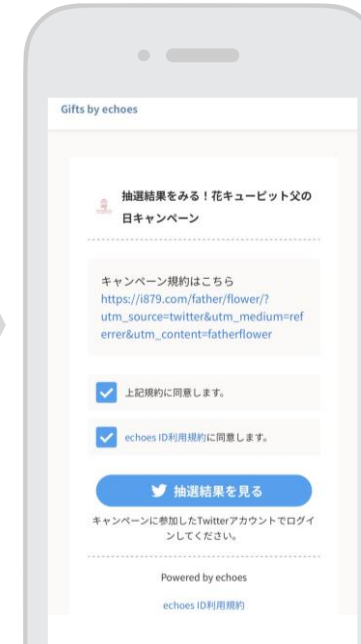 Gifts by echoes
抽選結果をみる！花キューピット父の
日キャンペーン
キャンペーン規約はこちら
https://i879.com/father/flower/?
utm_source=twitter&utm_medium=ref
errer&utm_content=fatherflower
上記規約に同意します。
echoes ID利用規約に同意します。
抽選結果を見る
キャンペーンに参加したTwitterアカウントでログイ
ンしてください。
Powered by echoes
echoes ID利用規約